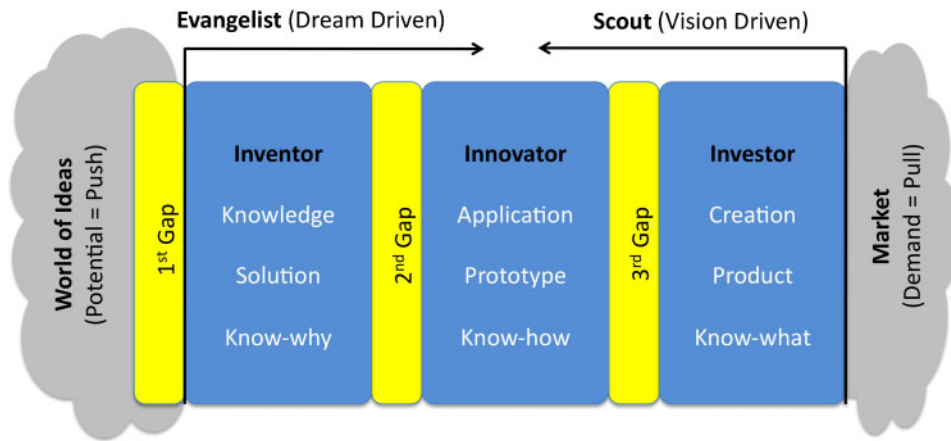 Evangelist (Dream Driven)
Scout (Vision Driven)
World of Ideas
(Potential = Push)
1st Gap
Inventor
Knowledge
Solution
Know-why
2nd Gap
Innovator
Application
Prototype
Know-how
3rd Gap
Investor
Creation
Product
Know-what
Market
(Demand = Pull)